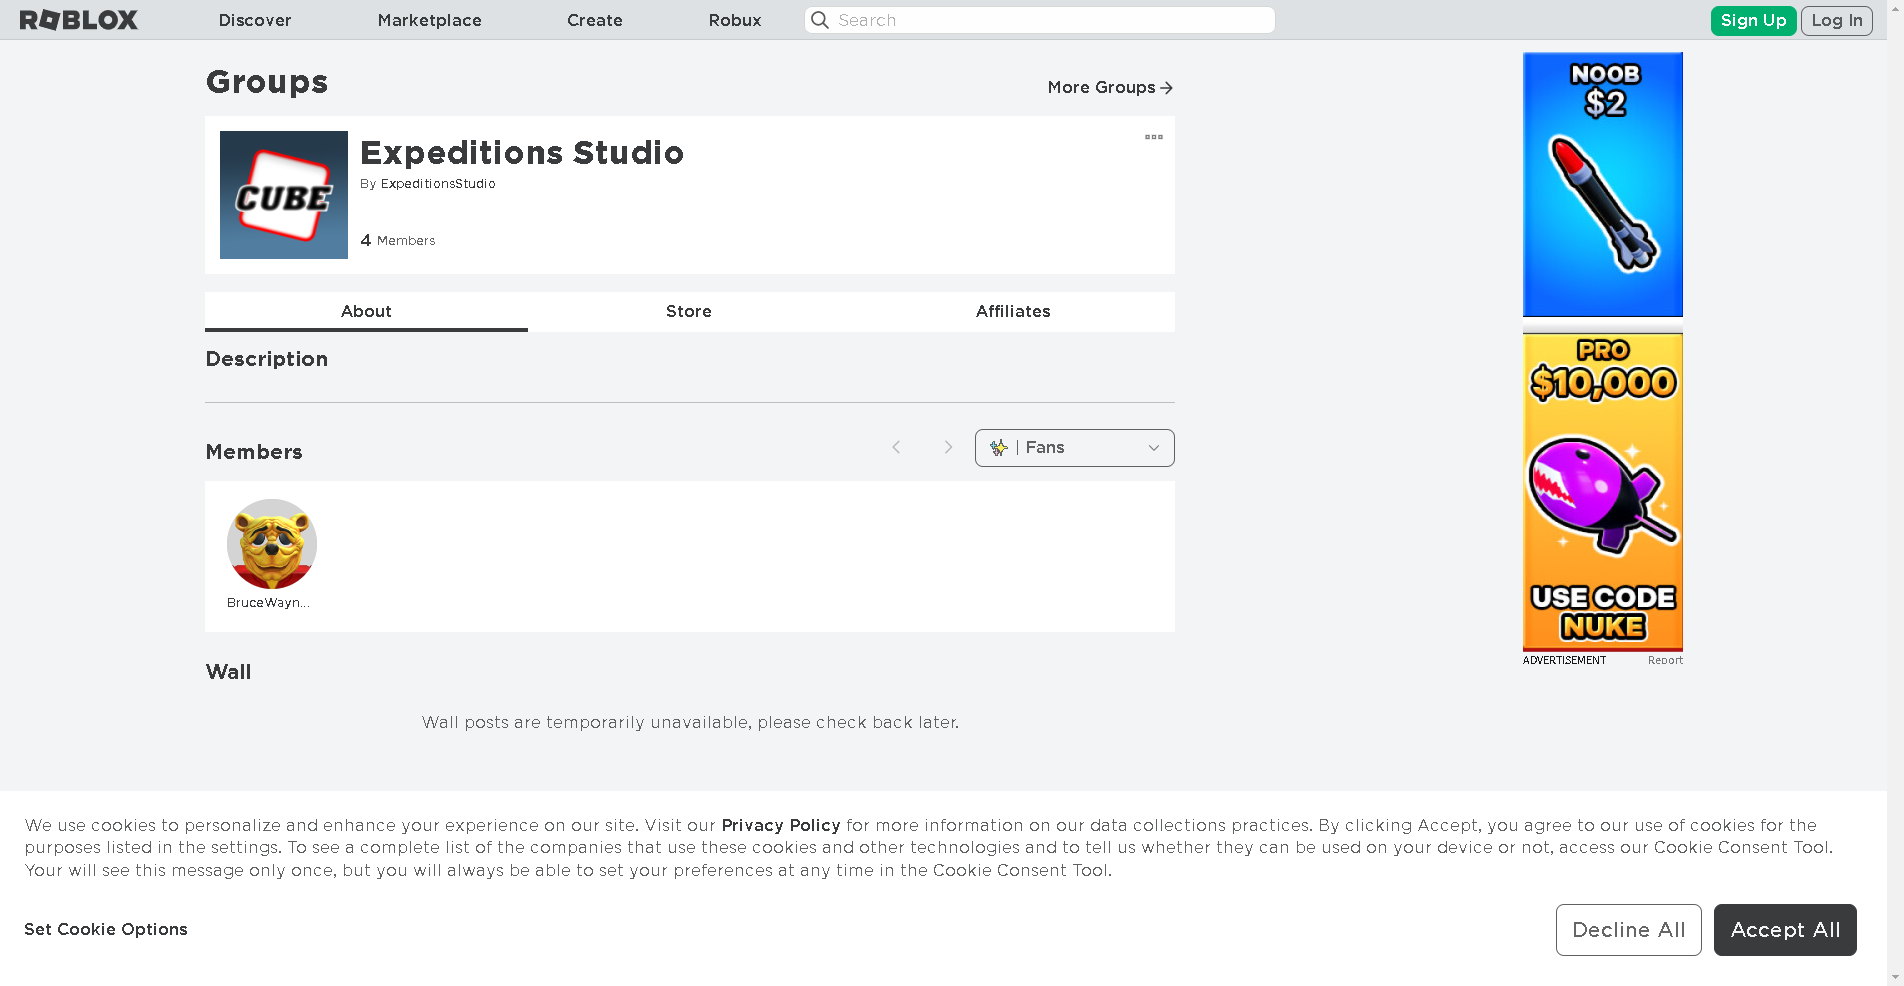 ROBLOX
Discover
Marketplace
Create
Robux
Search
Sign Up
Log In
Groups
More Groups
CUBE
Expeditions Studio
By ExpeditionsStudio
4 Members
About
Store
Affiliates
Description
Members
| Fans
BruceWayn...
Wall
Wall posts are temporarily unavailable, please check back later.
NOOB
$2
PRO
$10,000
USE CODE
NUKE
ADVERTISEMENT
Report
We use cookies to personalize and enhance your experience on our site. Visit our Privacy Policy for more information on our data collections practices. By clicking Accept, you agree to our use of cookies for the
purposes listed in the settings. To see a complete list of the companies that use these cookies and other technologies and to tell us whether they can be used on your device or not, access our Cookie Consent Tool.
Your will see this message only once, but you will always be able to set your preferences at any time in the Cookie Consent Tool.
Set Cookie Options
Decline All
Accept All